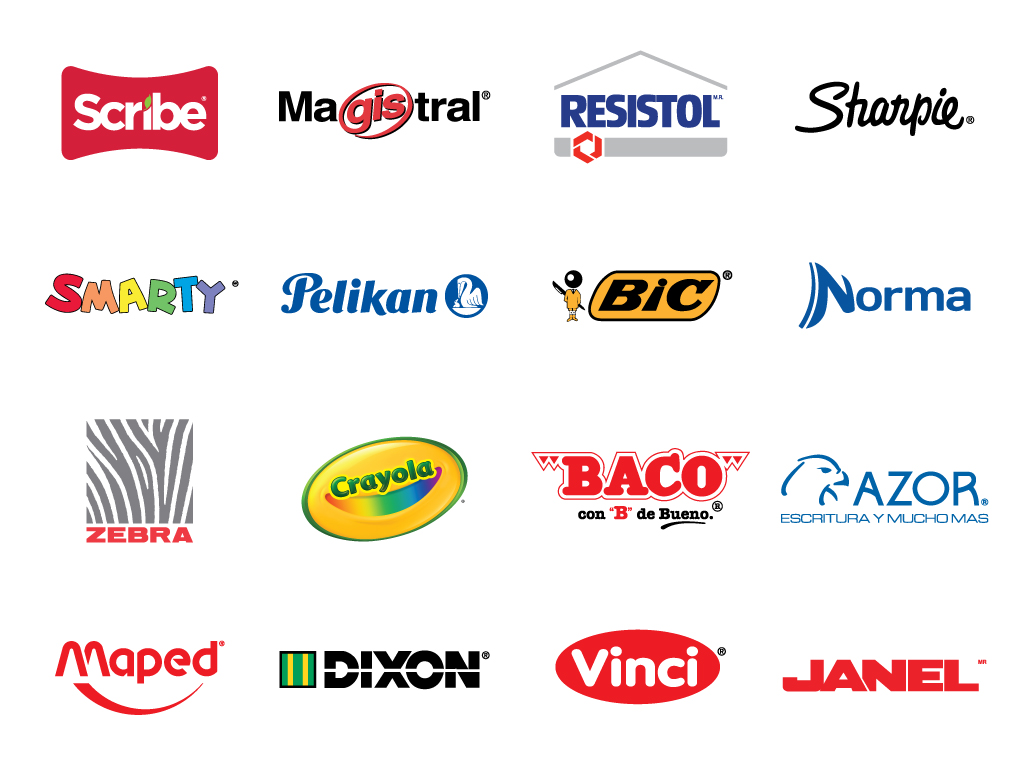 Scribe®
Magistral®
RESISTOL M.R.
Sharpie®
SMARTY
Pelikan
BiC®
Norma
ZEBRA
Crayola
BACO
con "B" de Bueno.®
AZOR®
ESCRITURA Y MUCHO MAS
Maped®
DIXON®
Vinci®
JANEL MR